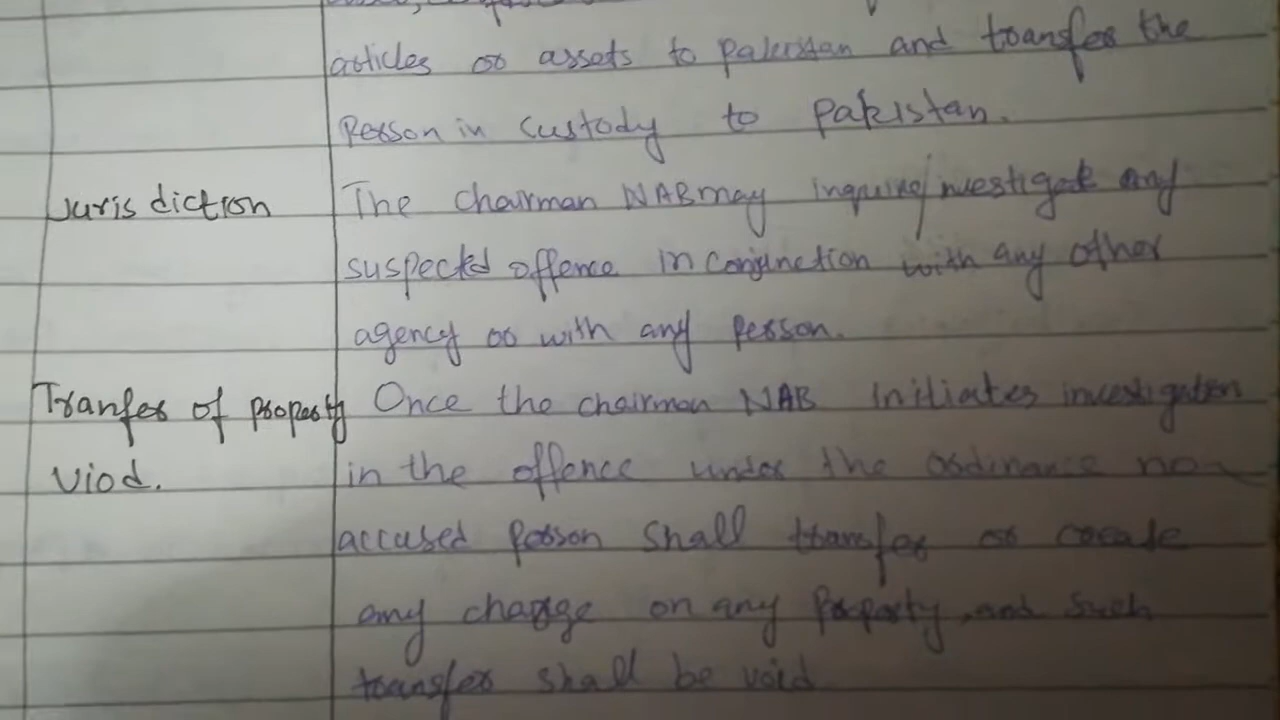 articles or assets to pakistan and transfer the
Person in custody to Pakistan.
Jurisdiction The Chairman NAB may inquire/investigate any
suspected offence in conjunction with any other
agency or with any person.
Tranfer of property Once the chairman NAB initiates investigation
Viod. in the offence under the ordinance no
accused person shall transfer or create
any charge on any Property, and such
transfer shall be void